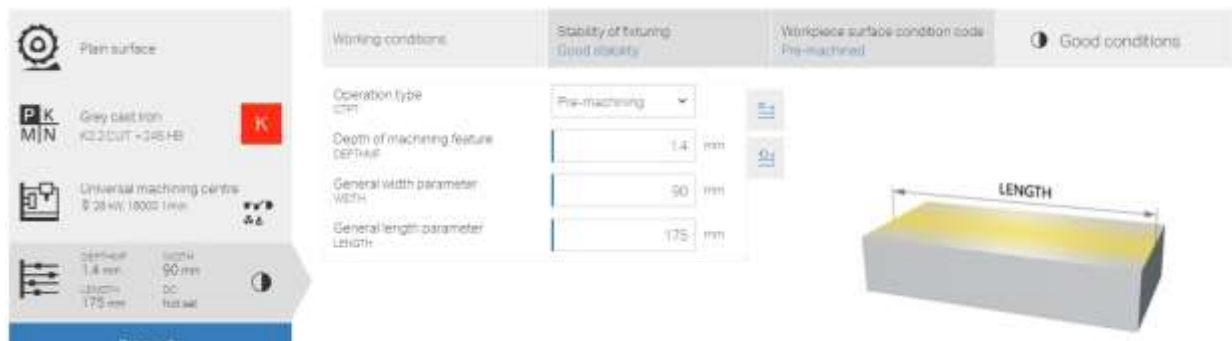 Plain surface
P K
M N
Grey cast iron
K2.2.C.UT - 245 HB
K
Universal machining centre
28 kW, 18000 1/min
DEPTHMF
1.4 mm
WIDTH
90 mm
LENGTH
175 mm
DC
Not set
Working conditions
Stability of fixturing
Good stability
Workpiece surface condition code
Pre-machined
Good conditions
Operation type
CTPT
Pre-machining
Depth of machining feature
DEPTHMF
1.4 mm
General width parameter
WIDTH
90 mm
General length parameter
LENGTH
175 mm
LENGTH